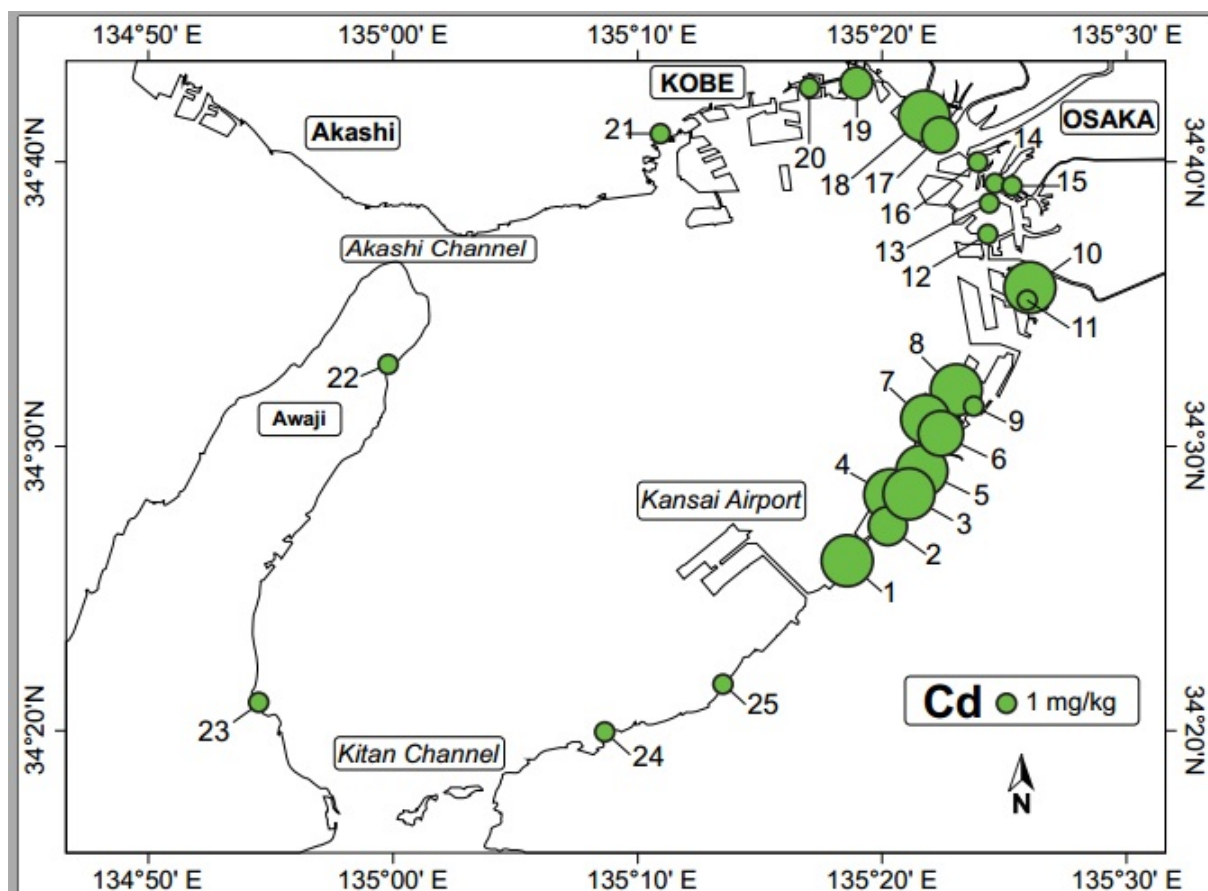 134°50' E 135°00' E 135°10' E 135°20' E 135°30' E
KOBE
Akashi
OSAKA
21
20
19
18
17
16
14
15
13
12
10
11
34°40'N
34°40'N
Akashi Channel
22
Awaji
8
7
9
6
4
5
3
2
1
34°30'N
34°30'N
Kansai Airport
23
25
24
Cd 1 mg/kg
Kitan Channel
34°20'N
34°20'N
N
134°50' E 135°00' E 135°10' E 135°20' E 135°30' E